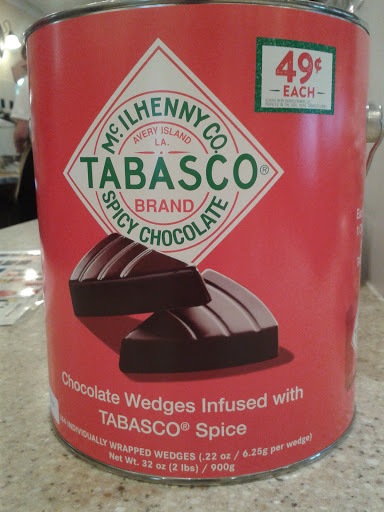 49¢
EACH
McILHENNY CO.
AVERY ISLAND
LA.
TABASCO®
BRAND
SPICY CHOCOLATE
Chocolate Wedges Infused with
TABASCO® Spice
INDIVIDUALLY WRAPPED WEDGES (.22 oz / 6.25g per wedge)
Net Wt. 32 oz (2 lbs) / 900g